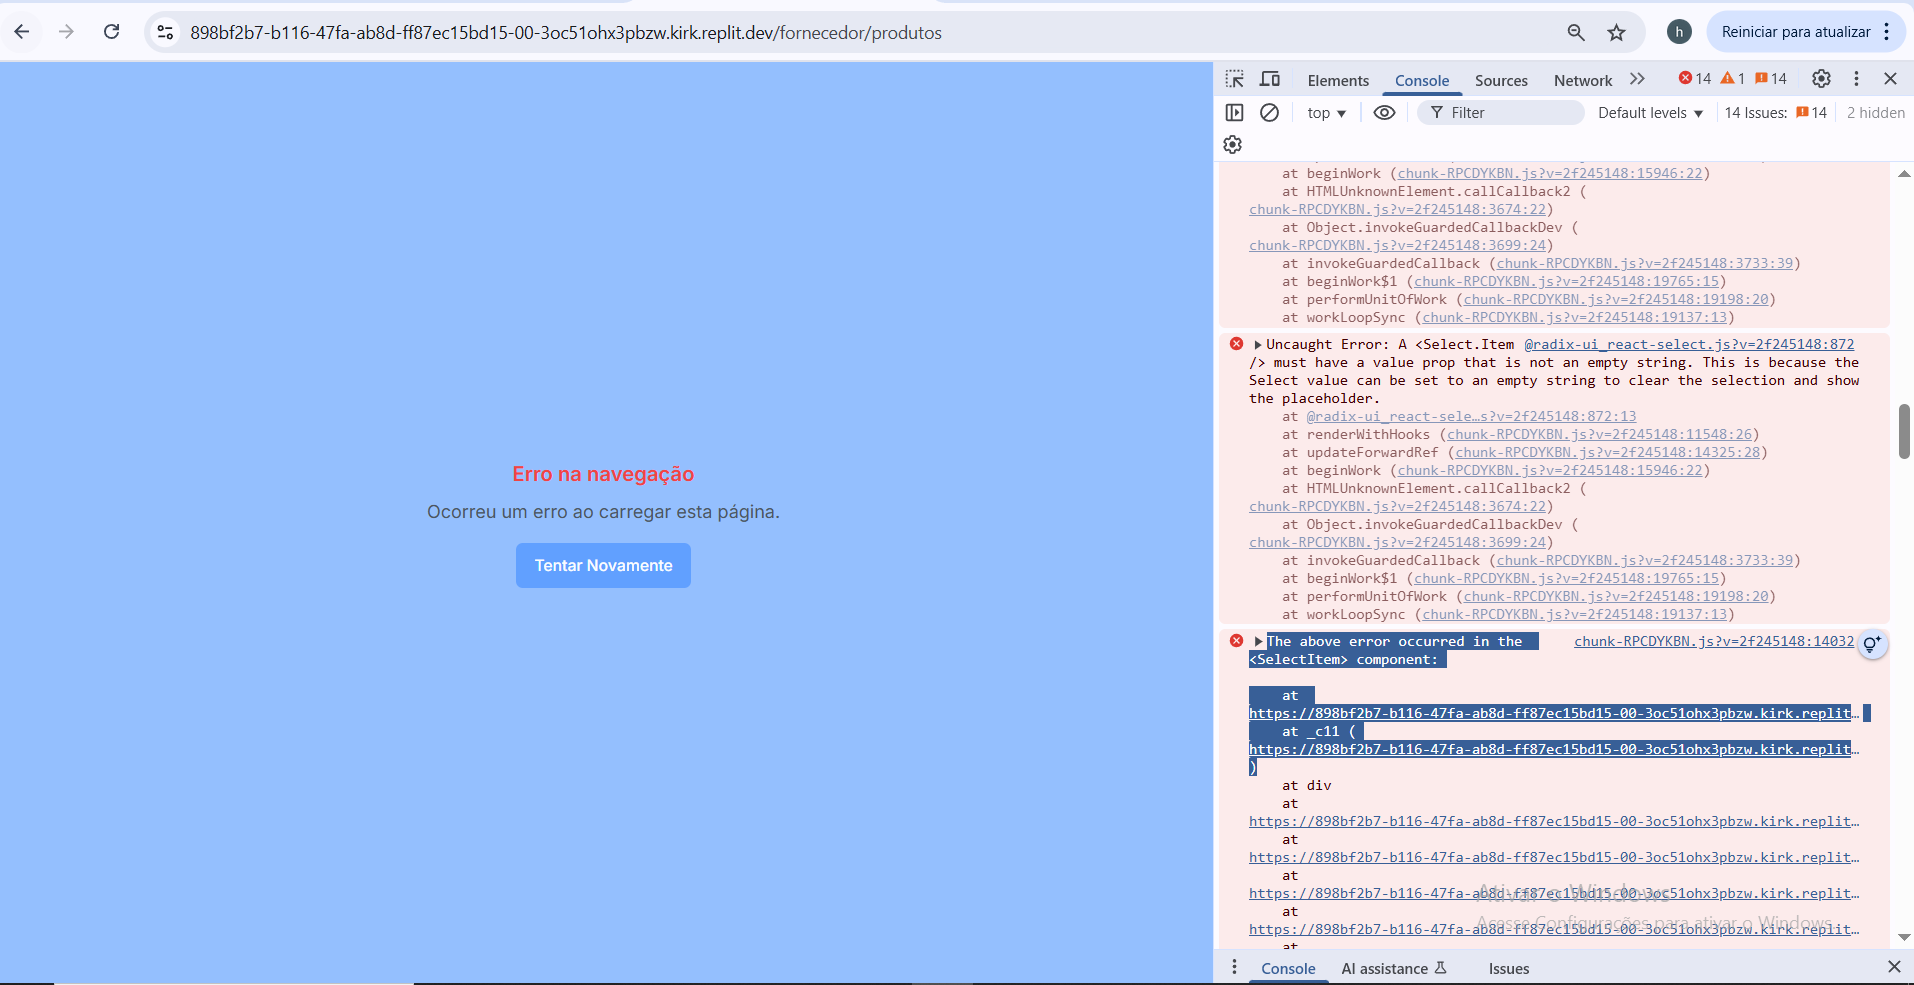 898bf2b7-b116-47fa-ab8d-ff87ec15bd15-00-3oc51ohx3pbzw.kirk.replit.dev/fornecedor/produtos
h
Reiniciar para atualizar
Elements
Console
Sources
Network
14
1
14
top
Filter
Default levels
14 Issues:
14
2 hidden
at beginWork (chunk-RPCDYKBN.js?v=2f245148:15946:22)
at HTMLUnknownElement.callCallback2 (
chunk-RPCDYKBN.js?v=2f245148:3674:22)
at Object.invokeGuardedCallbackDev (
chunk-RPCDYKBN.js?v=2f245148:3699:24)
at invokeGuardedCallback (chunk-RPCDYKBN.js?v=2f245148:3733:39)
at beginWork$1 (chunk-RPCDYKBN.js?v=2f245148:19765:15)
at performUnitOfWork (chunk-RPCDYKBN.js?v=2f245148:19198:20)
at workLoopSync (chunk-RPCDYKBN.js?v=2f245148:19137:13)
Uncaught Error: A <Select.Item @radix-ui_react-select.js?v=2f245148:872
/> must have a value prop that is not an empty string. This is because the
Select value can be set to an empty string to clear the selection and show
the placeholder.
at @radix-ui_react-sele…s?v=2f245148:872:13
at renderWithHooks (chunk-RPCDYKBN.js?v=2f245148:11548:26)
at updateForwardRef (chunk-RPCDYKBN.js?v=2f245148:14325:28)
at beginWork (chunk-RPCDYKBN.js?v=2f245148:15946:22)
at HTMLUnknownElement.callCallback2 (
chunk-RPCDYKBN.js?v=2f245148:3674:22)
at Object.invokeGuardedCallbackDev (
chunk-RPCDYKBN.js?v=2f245148:3699:24)
at invokeGuardedCallback (chunk-RPCDYKBN.js?v=2f245148:3733:39)
at beginWork$1 (chunk-RPCDYKBN.js?v=2f245148:19765:15)
at performUnitOfWork (chunk-RPCDYKBN.js?v=2f245148:19198:20)
at workLoopSync (chunk-RPCDYKBN.js?v=2f245148:19137:13)
The above error occurred in the chunk-RPCDYKBN.js?v=2f245148:14032
<SelectItem> component:
at
https://898bf2b7-b116-47fa-ab8d-ff87ec15bd15-00-3oc51ohx3pbzw.kirk.replit…
at _c11 (
https://898bf2b7-b116-47fa-ab8d-ff87ec15bd15-00-3oc51ohx3pbzw.kirk.replit…
)
at div
at
https://898bf2b7-b116-47fa-ab8d-ff87ec15bd15-00-3oc51ohx3pbzw.kirk.replit…
at
https://898bf2b7-b116-47fa-ab8d-ff87ec15bd15-00-3oc51ohx3pbzw.kirk.replit…
at
https://898bf2b7-b116-47fa-ab8d-ff87ec15bd15-00-3oc51ohx3pbzw.kirk.replit…
at
https://898bf2b7-b116-47fa-ab8d-ff87ec15bd15-00-3oc51ohx3pbzw.kirk.replit…
at
Erro na navegação
Ocorreu um erro ao carregar esta página.
Tentar Novamente
Ativar o Windows
Acesse Configurações para ativar o Windows.
Console
AI assistance
Issues